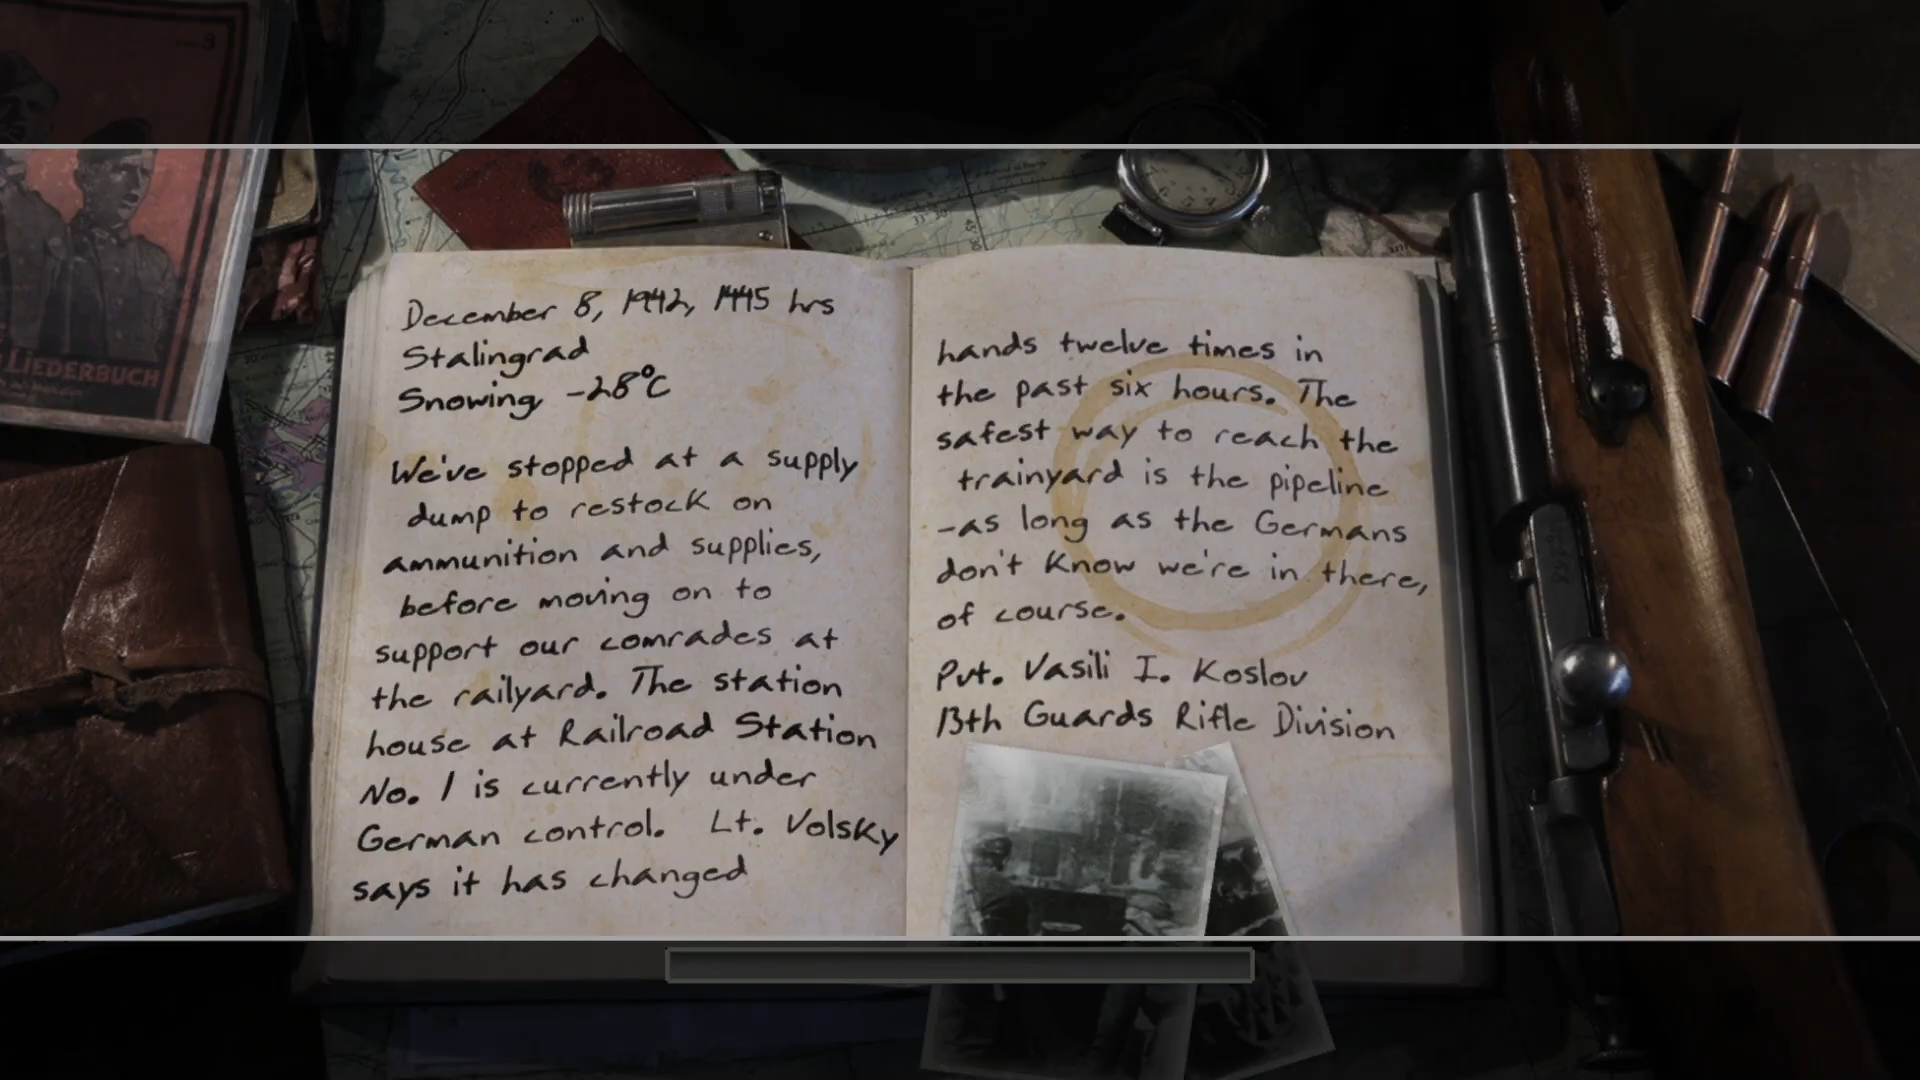 LIEDERBUCH
December 8, 1942, 1445 hrs
Stalingrad
Snowing, -28°C
We've stopped at a supply
dump to restock on
ammunition and supplies,
before moving on to
support our comrades at
the railyard. The station
house at Railroad Station
No. 1 is currently under
German control. Lt. Volsky
says it has changed
hands twelve times in
the past six hours. The
safest way to reach the
trainyard is the pipeline
-as long as the Germans
don't know we're in there,
of course.
Pvt. Vasili I. Koslov
13th Guards Rifle Division